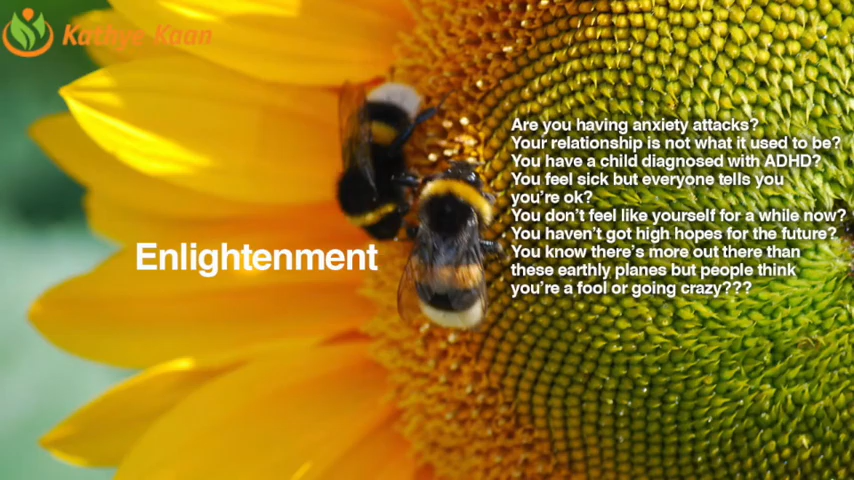 Kathye Kaan
Enlightenment
Are you having anxiety attacks?
Your relationship is not what it used to be?
You have a child diagnosed with ADHD?
You feel sick but everyone tells you
you're ok?
You don't feel like yourself for a while now?
You haven't got high hopes for the future?
You know there's more out there than
these earthly planes but people think
you're a fool or going crazy???